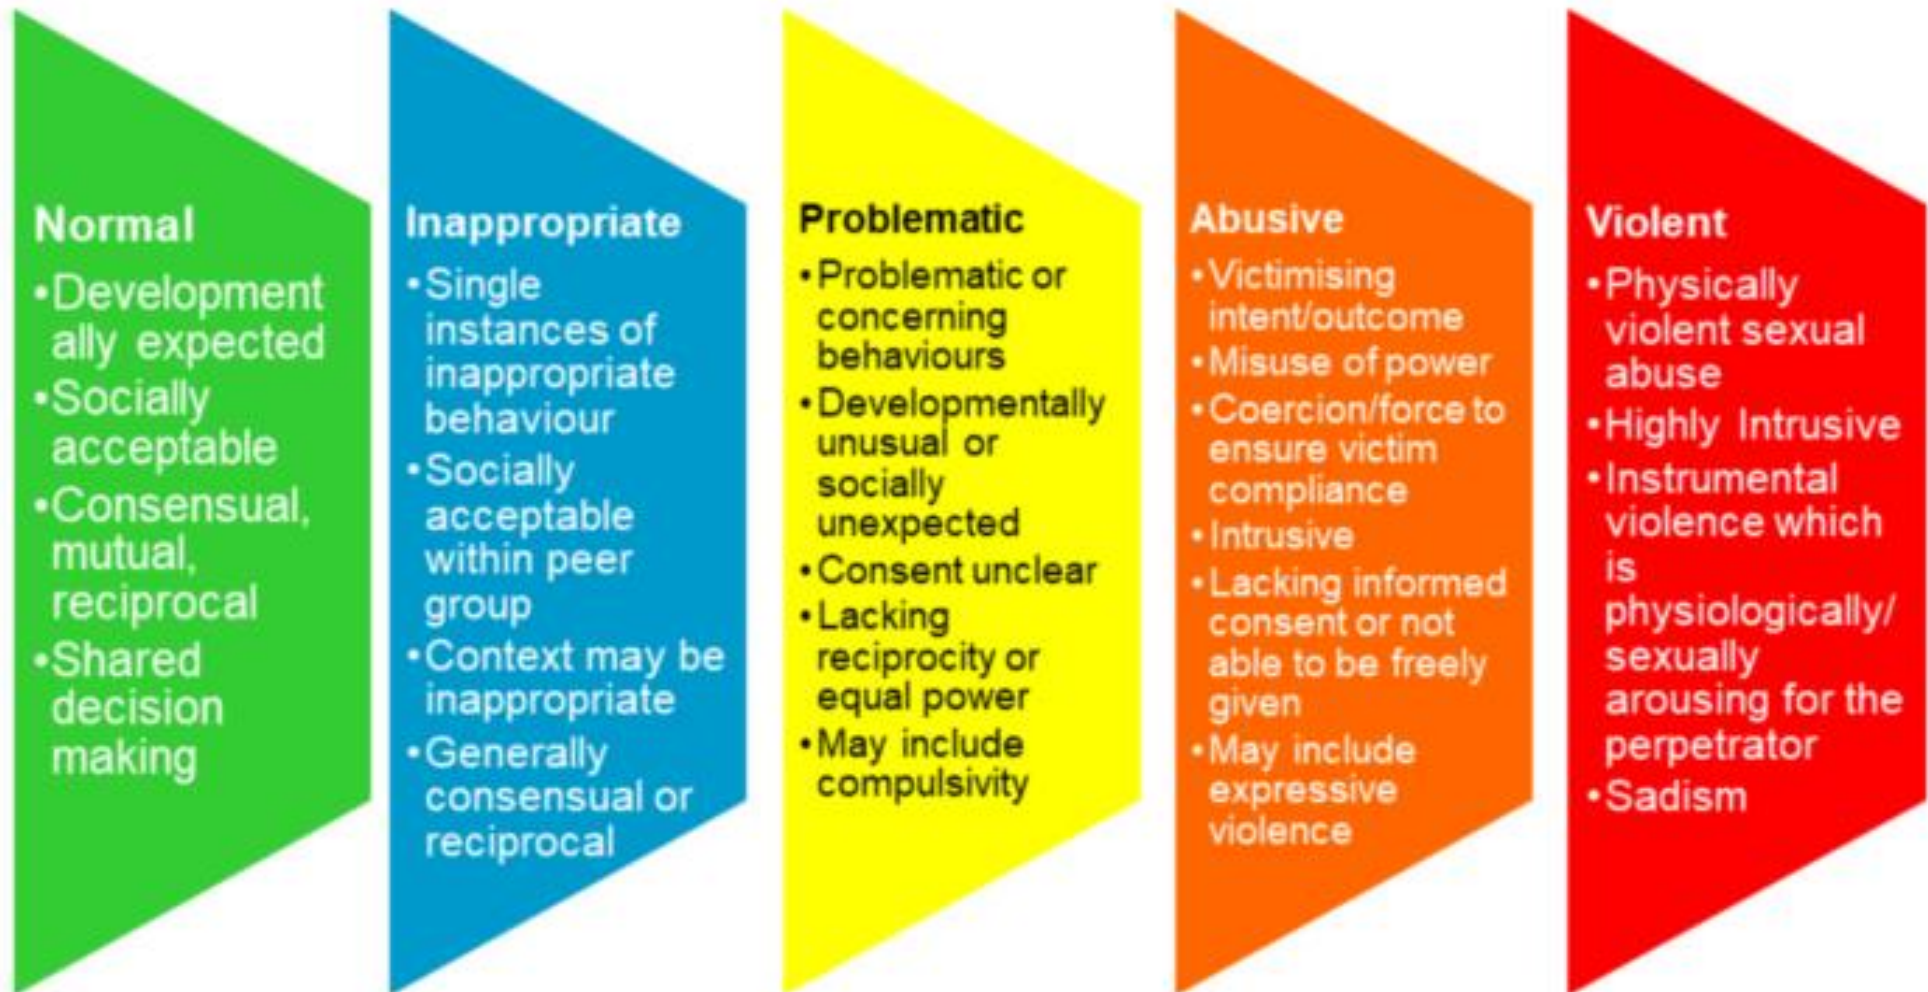 Normal
•Development
ally expected
•Socially
acceptable
•Consensual,
mutual,
reciprocal
•Shared
decision
making
Inappropriate
•Single
instances of
inappropriate
behaviour
•Socially
acceptable
within peer
group
•Context may be
inappropriate
•Generally
consensual or
reciprocal
Problematic
•Problematic or
concerning
behaviours
•Developmentally
unusual or
socially
unexpected
•Consent unclear
•Lacking
reciprocity or
equal power
•May include
compulsivity
Abusive
•Victimising
intent/outcome
•Misuse of power
•Coercion/force to
ensure victim
compliance
•Intrusive
•Lacking informed
consent or not
able to be freely
given
•May include
expressive
violence
Violent
•Physically
violent sexual
abuse
•Highly Intrusive
•Instrumental
violence which
is
physiologically/
sexually
arousing for the
perpetrator
•Sadism